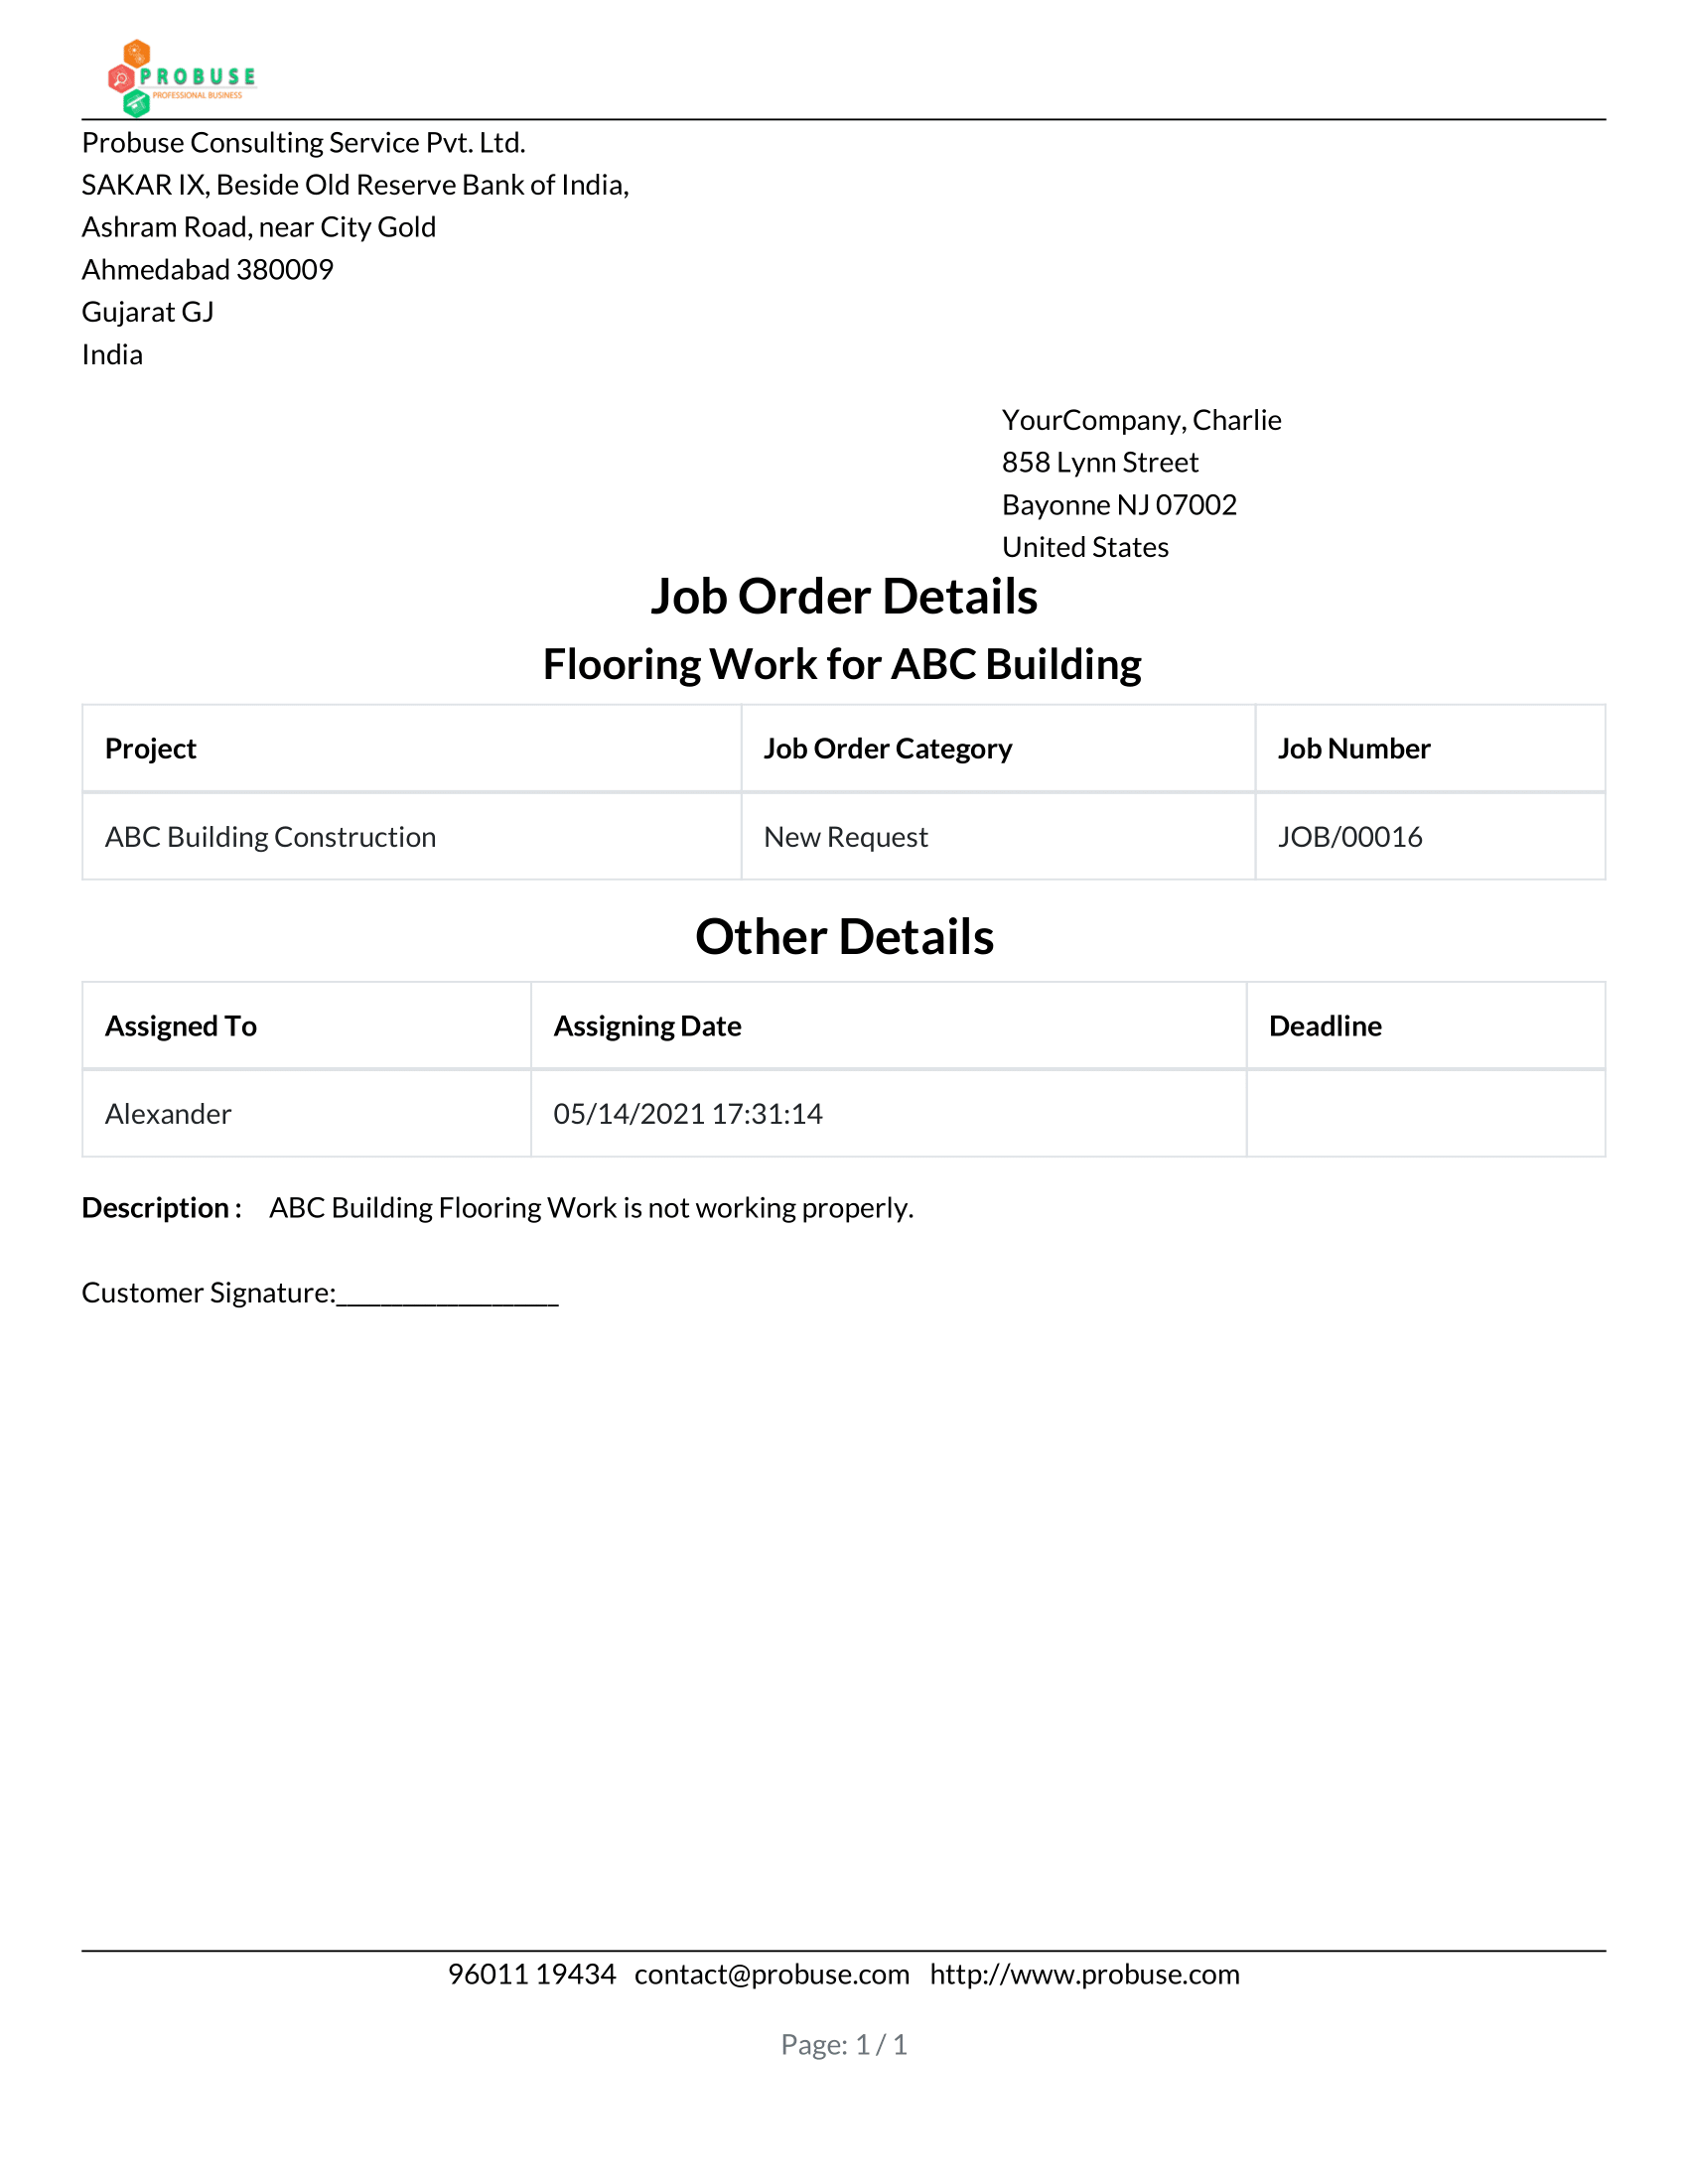 PROBUSE
PROFESSIONAL BUSINESS
Probuse Consulting Service Pvt. Ltd.
SAKAR IX, Beside Old Reserve Bank of India,
Ashram Road, near City Gold
Ahmedabad 380009
Gujarat GJ
India
YourCompany, Charlie
858 Lynn Street
Bayonne NJ 07002
United States
Job Order Details
Flooring Work for ABC Building
Project Job Order Category Job Number
ABC Building Construction New Request JOB/00016
Other Details
Assigned To Assigning Date Deadline
Alexander 05/14/2021 17:31:14
Description : ABC Building Flooring Work is not working properly.
Customer Signature:___________________
96011 19434 contact@probuse.com http://www.probuse.com
Page: 1 / 1